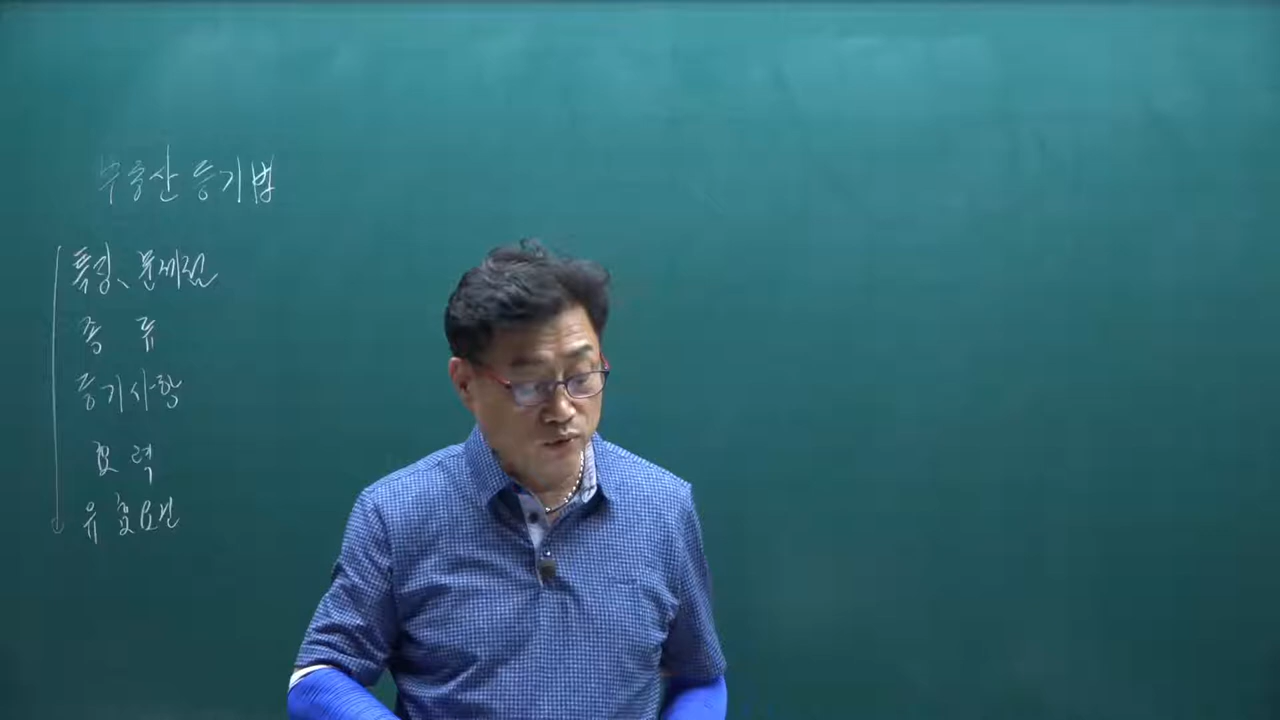 부동산 등기법
특징、문제점
종류
등기사항
효력
유효요건